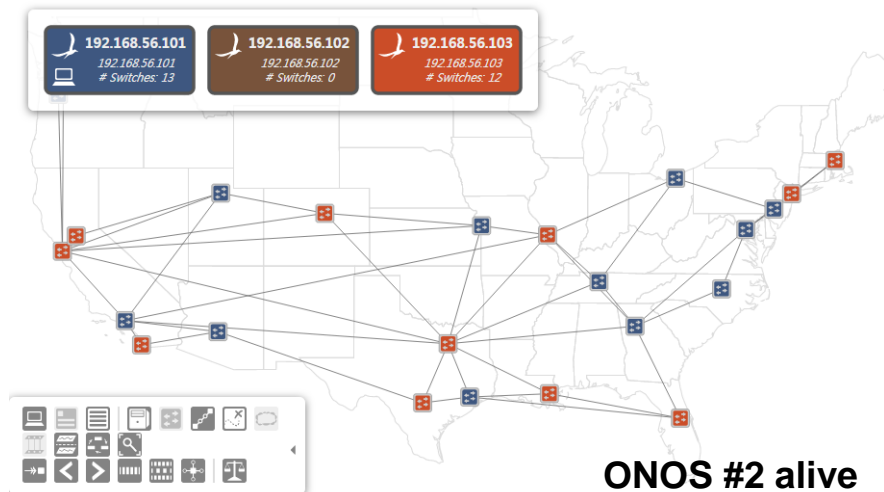 192.168.56.101
192.168.56.101
# Switches: 13
192.168.56.102
192.168.56.102
# Switches: 0
192.168.56.103
192.168.56.103
# Switches: 12
ONOS #2 alive